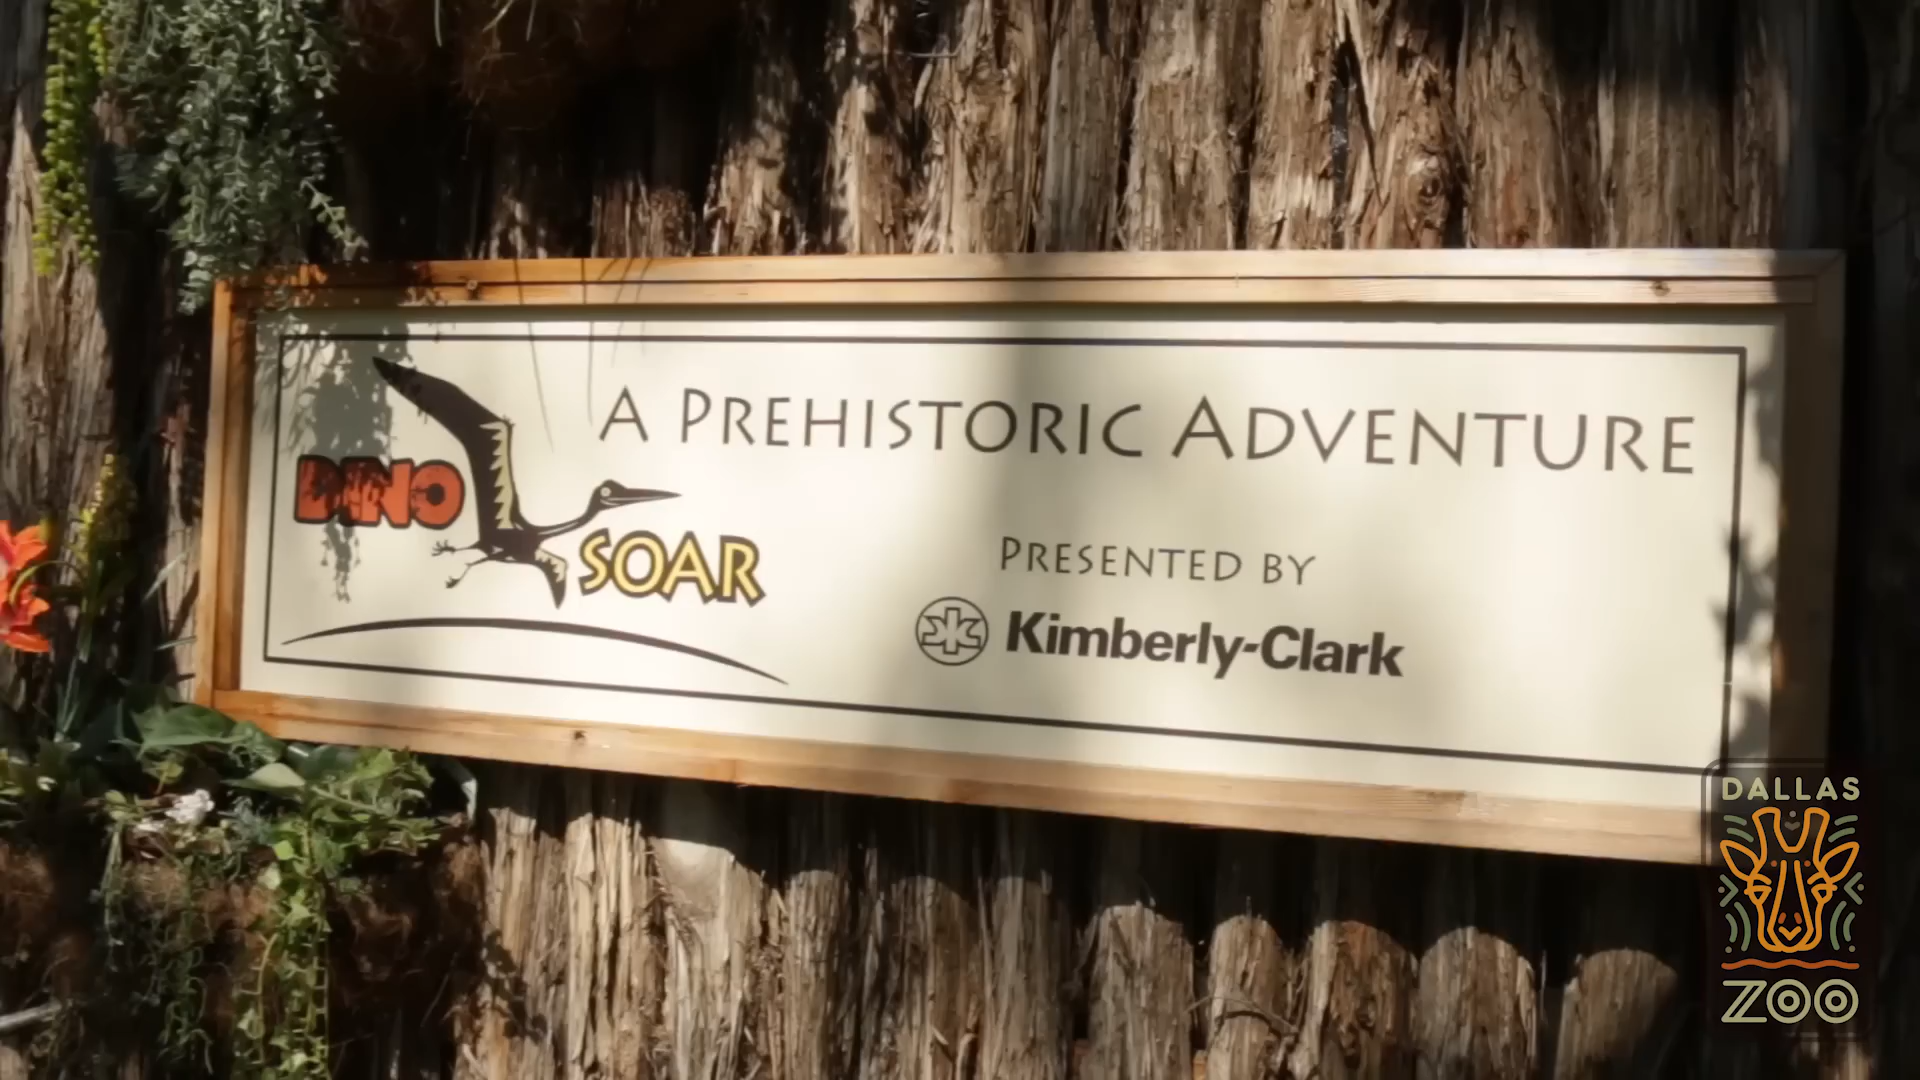 A PREHISTORIC ADVENTURE
DINO
SOAR
PRESENTED BY
Kimberly-Clark
DALLAS
ZOO